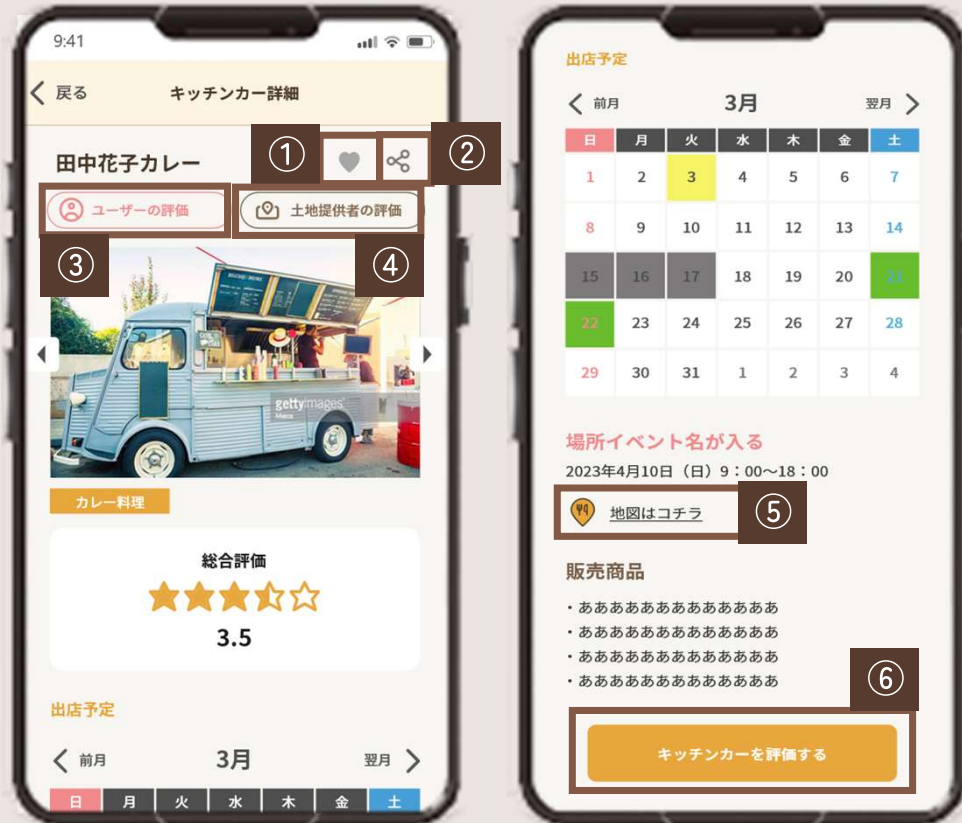 9:41
戻る
キッチンカー詳細
田中花子カレー
①
②
ユーザーの評価
土地提供者の評価
③
④
gettyimages
カレー料理
総合評価
3.5
出店予定
前月
3月
翌月
日 月 火 水 木 金 土
出店予定
前月
3月
翌月
日 月 火 水 木 金 土
1 2 3 4 5 6 7
8 9 10 11 12 13 14
15 16 17 18 19 20 21
22 23 24 25 26 27 28
29 30 31 1 2 3 4
場所イベント名が入る
2023年4月10日（日）9：00〜18：00
地図はコチラ
⑤
販売商品
・あああああああああああああ
・あああああああああああああ
・あああああああああああああ
・あああああああああああああ
⑥
キッチンカーを評価する